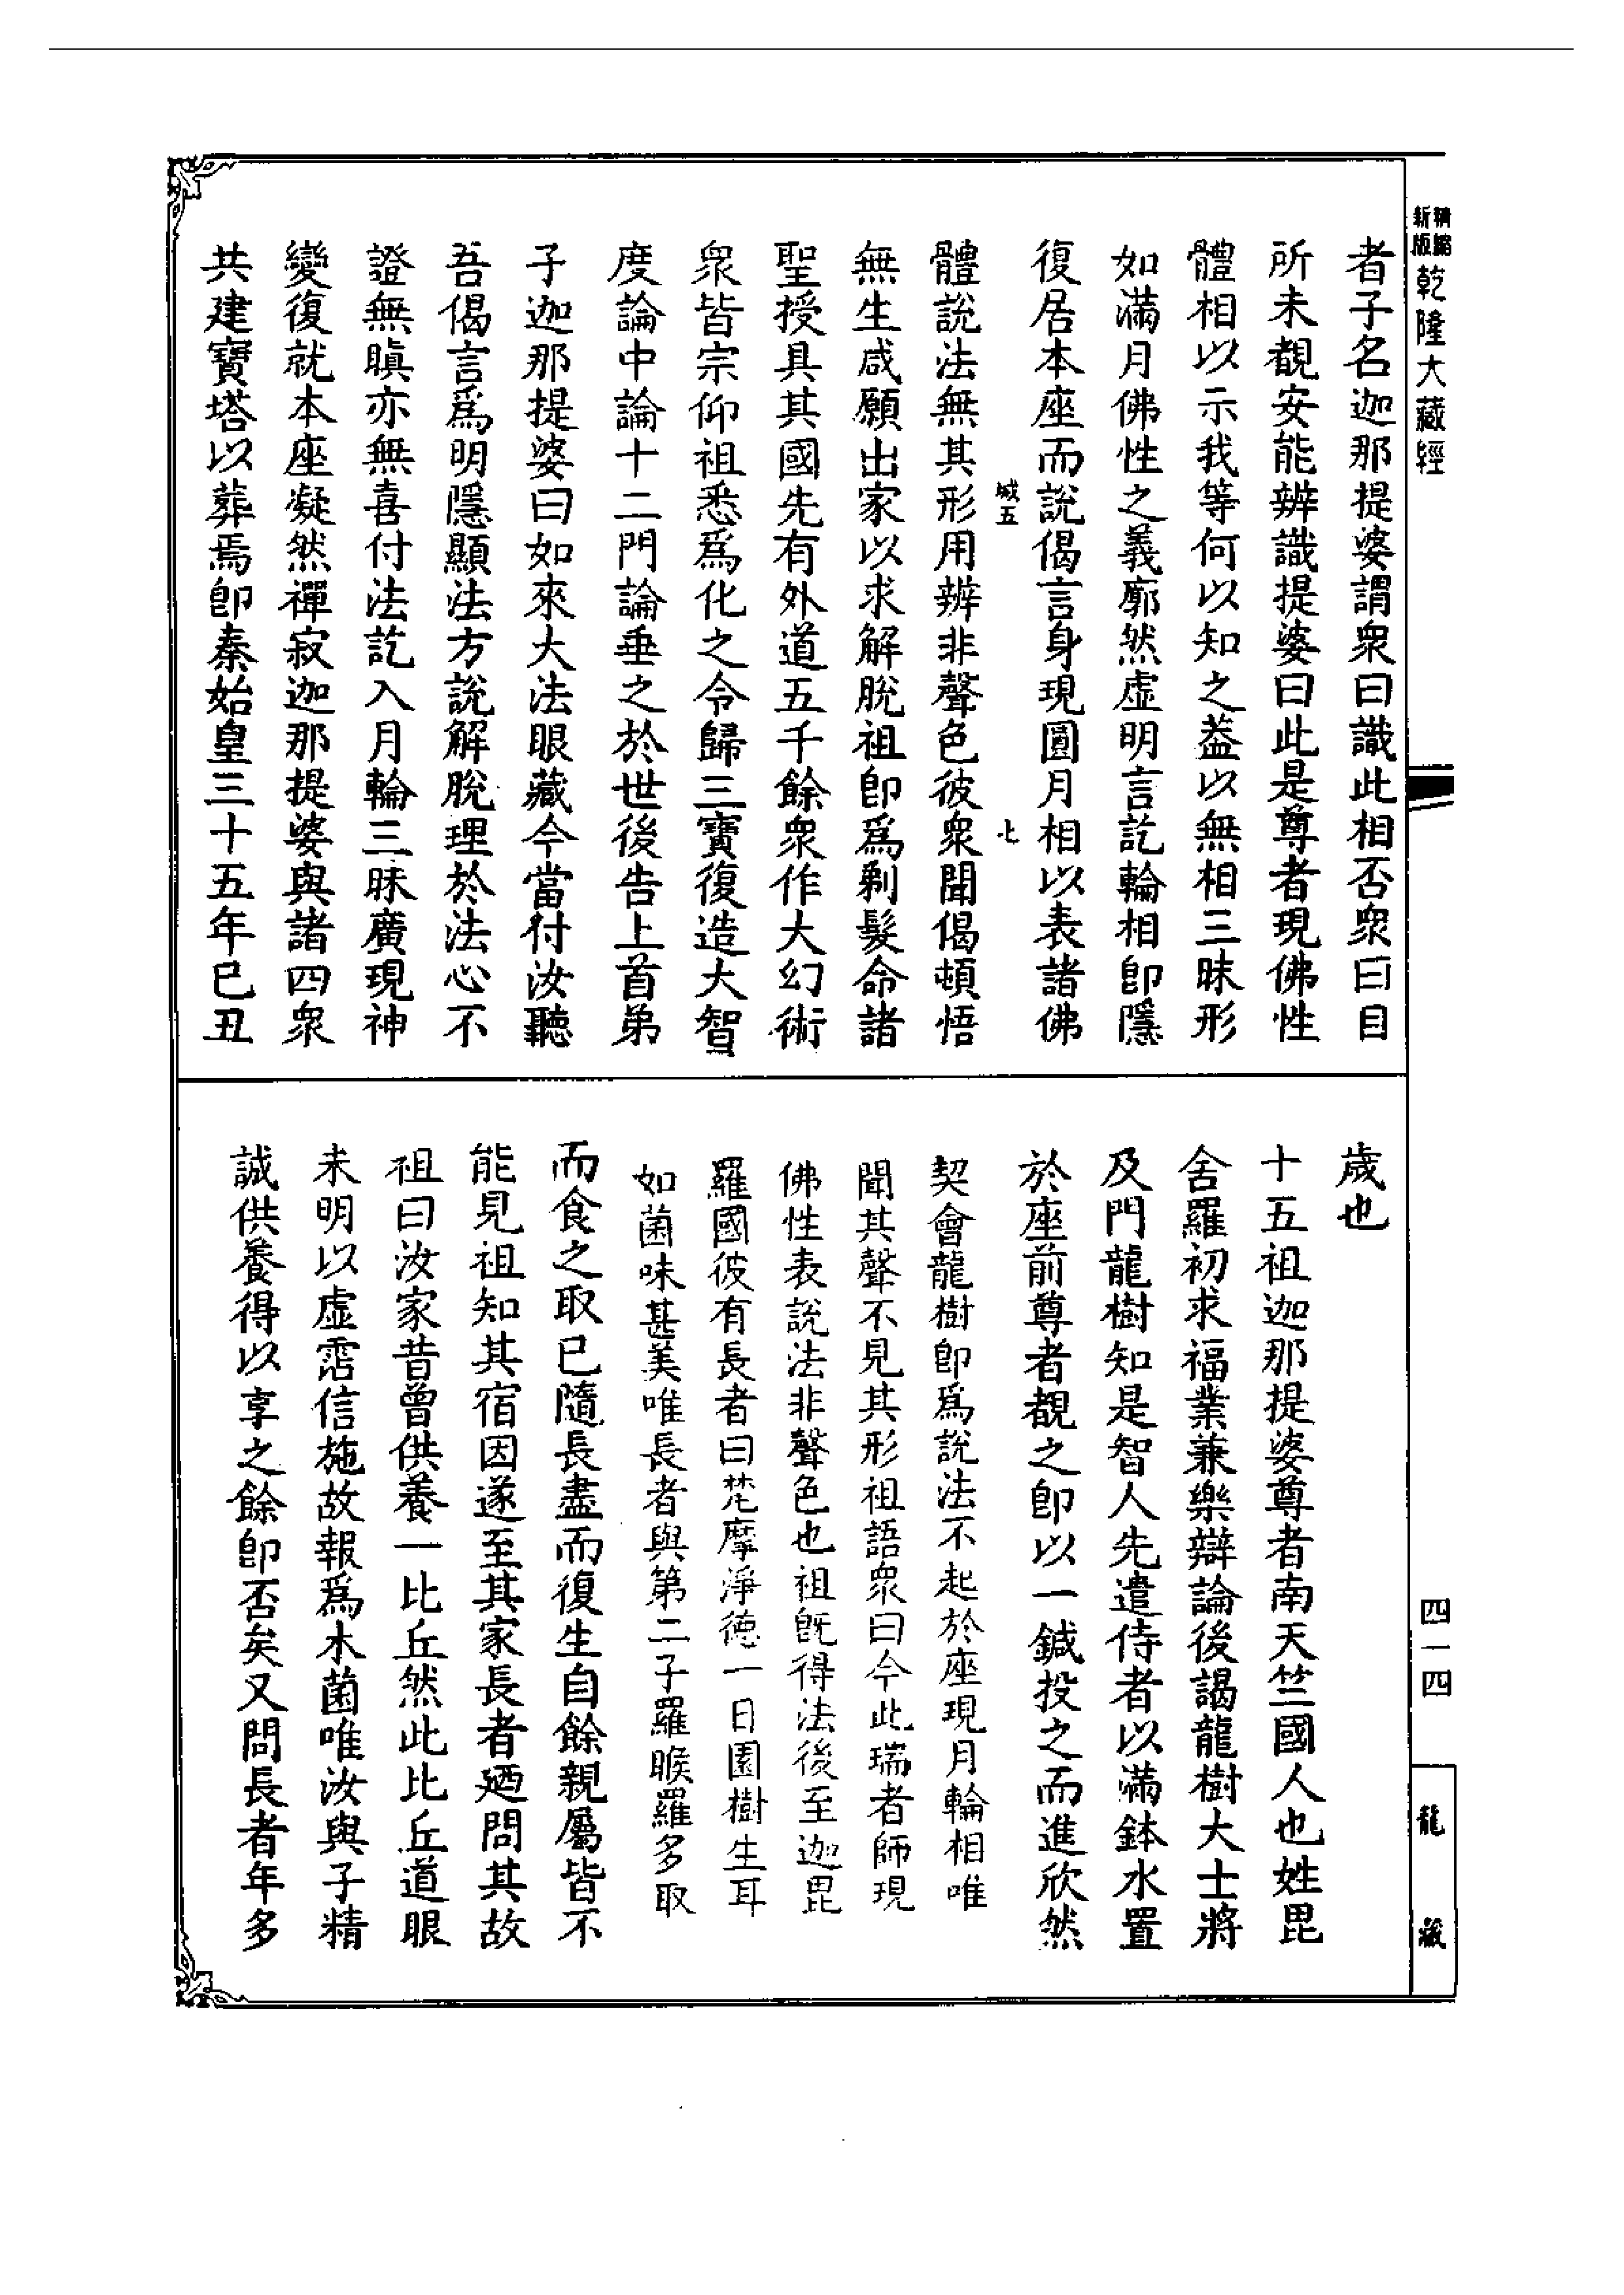 精縮新版乾隆大藏經
者子名迦那提婆謂衆曰識此相否衆曰目
所未覩安能辨識提婆曰此是尊者現佛性
體相以示我等何以知之葢以無相三昧形
如滿月佛性之義廓然虛明言訖輪相卽隱
復居本座而說偈言身現圓月相以表諸佛
城五 七
體說法無其形用辨非聲色彼衆聞偈頓悟
無生咸願出家以求解脫祖卽爲剃髮命諸
聖授具其國先有外道五千餘衆作大幻術
衆皆宗仰祖悉爲化之令歸三寶復造大智
度論中論十二門論垂之於世後告上首弟
子迦那提婆曰如來大法眼藏今當付汝聽
吾偈言爲明隱顯法方說解脫理於法心不
證無瞋亦無喜付法訖入月輪三昧廣現神
變復就本座凝然禪寂迦那提婆與諸四衆
共建寶塔以葬焉卽秦始皇三十五年已丑
歲也
十五祖迦那提婆尊者南天竺國人也姓毘
舍羅初求福業兼樂辯論後謁龍樹大士將
及門龍樹知是智人先遣侍者以滿鉢水置
於座前尊者覩之卽以一鍼投之而進欣然
契會龍樹卽爲說法不起於座現月輪相唯
聞其聲不見其形祖語衆曰今此瑞者師現
佛性表說法非聲色也祖旣得法後至迦毘
羅國彼有長者曰梵摩淨德一日園樹生耳
如菌味甚美唯長者與第二子羅睺羅多取
而食之取已隨長盡而復生自餘親屬皆不
能見祖知其宿因遂至其家長者廼問其故
祖曰汝家昔曾供養一比丘然此比丘道眼
未明以虛霑信施故報爲木菌唯汝與子精
誠供養得以享之餘卽否矣又問長者年多
四一四
龍藏